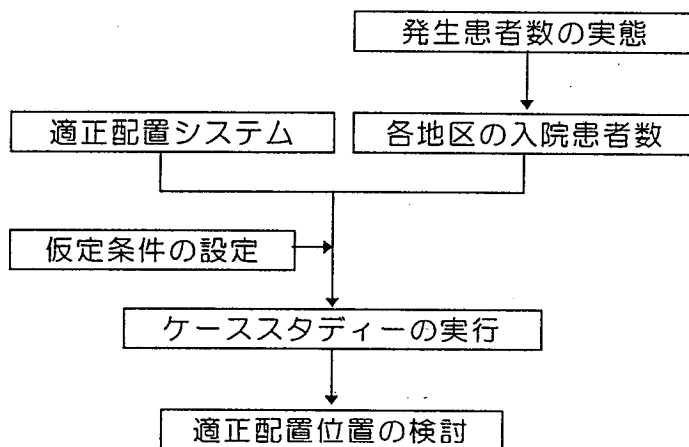 発生患者数の実態
適正配置システム
各地区の入院患者数
仮定条件の設定
ケーススタディーの実行
適正配置位置の検討